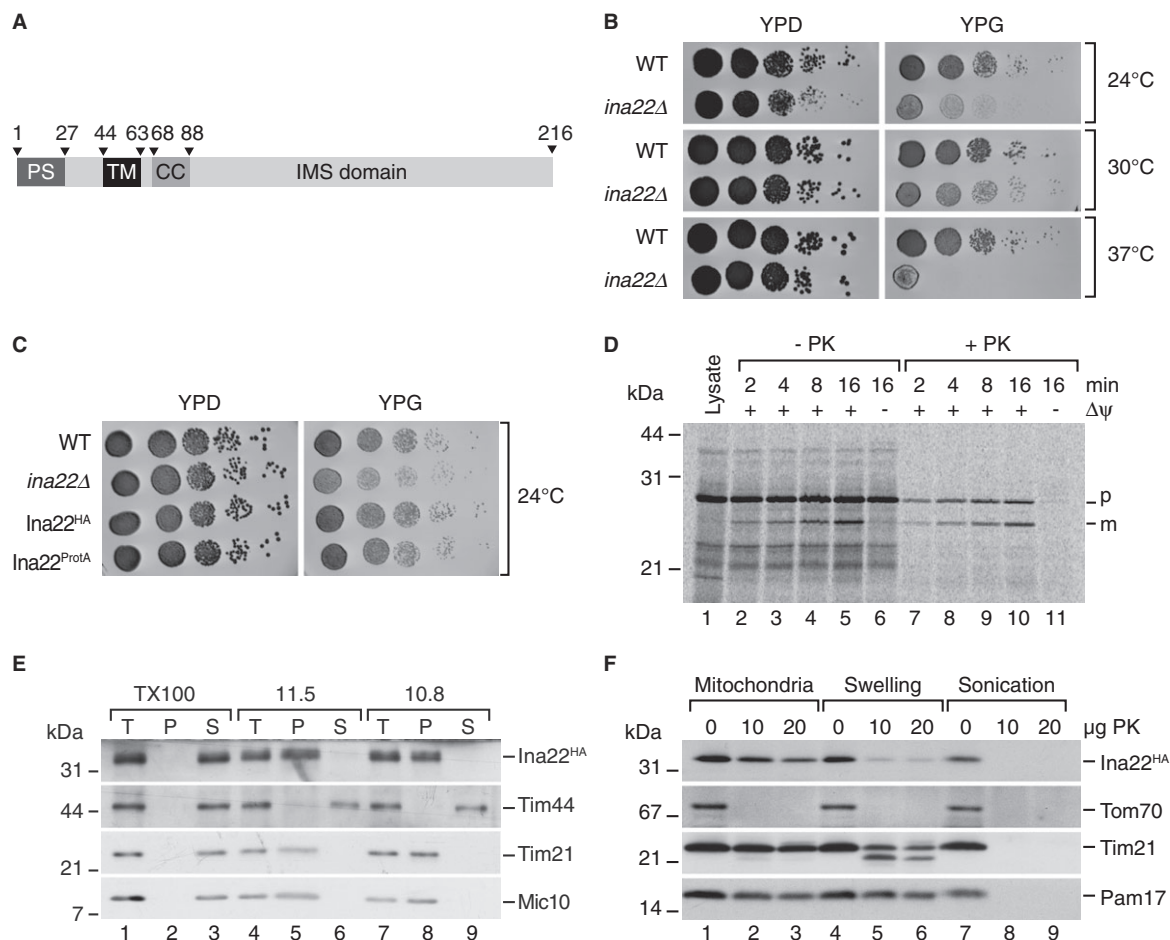 A
1 27 44 63 68 88 216
PS TM CC IMS domain
B
YPD YPG
WT
ina22Δ
24°C
WT
ina22Δ
30°C
WT
ina22Δ
37°C
C
YPD YPG
WT
ina22Δ
Ina22HA
Ina22ProtA
24°C
D
- PK + PK
kDa Lysate 2 4 8 16 16 2 4 8 16 16 min
+ + + + - + + + + - Δψ
44
31
21
p
m
1 2 3 4 5 6 7 8 9 10 11
E
TX100 11.5 10.8
kDa T P S T P S T P S
31 Ina22HA
44 Tim44
21 Tim21
7 Mic10
1 2 3 4 5 6 7 8 9
F
Mitochondria Swelling Sonication
kDa 0 10 20 0 10 20 0 10 20 µg PK
31 Ina22HA
67 Tom70
21 Tim21
14 Pam17
1 2 3 4 5 6 7 8 9